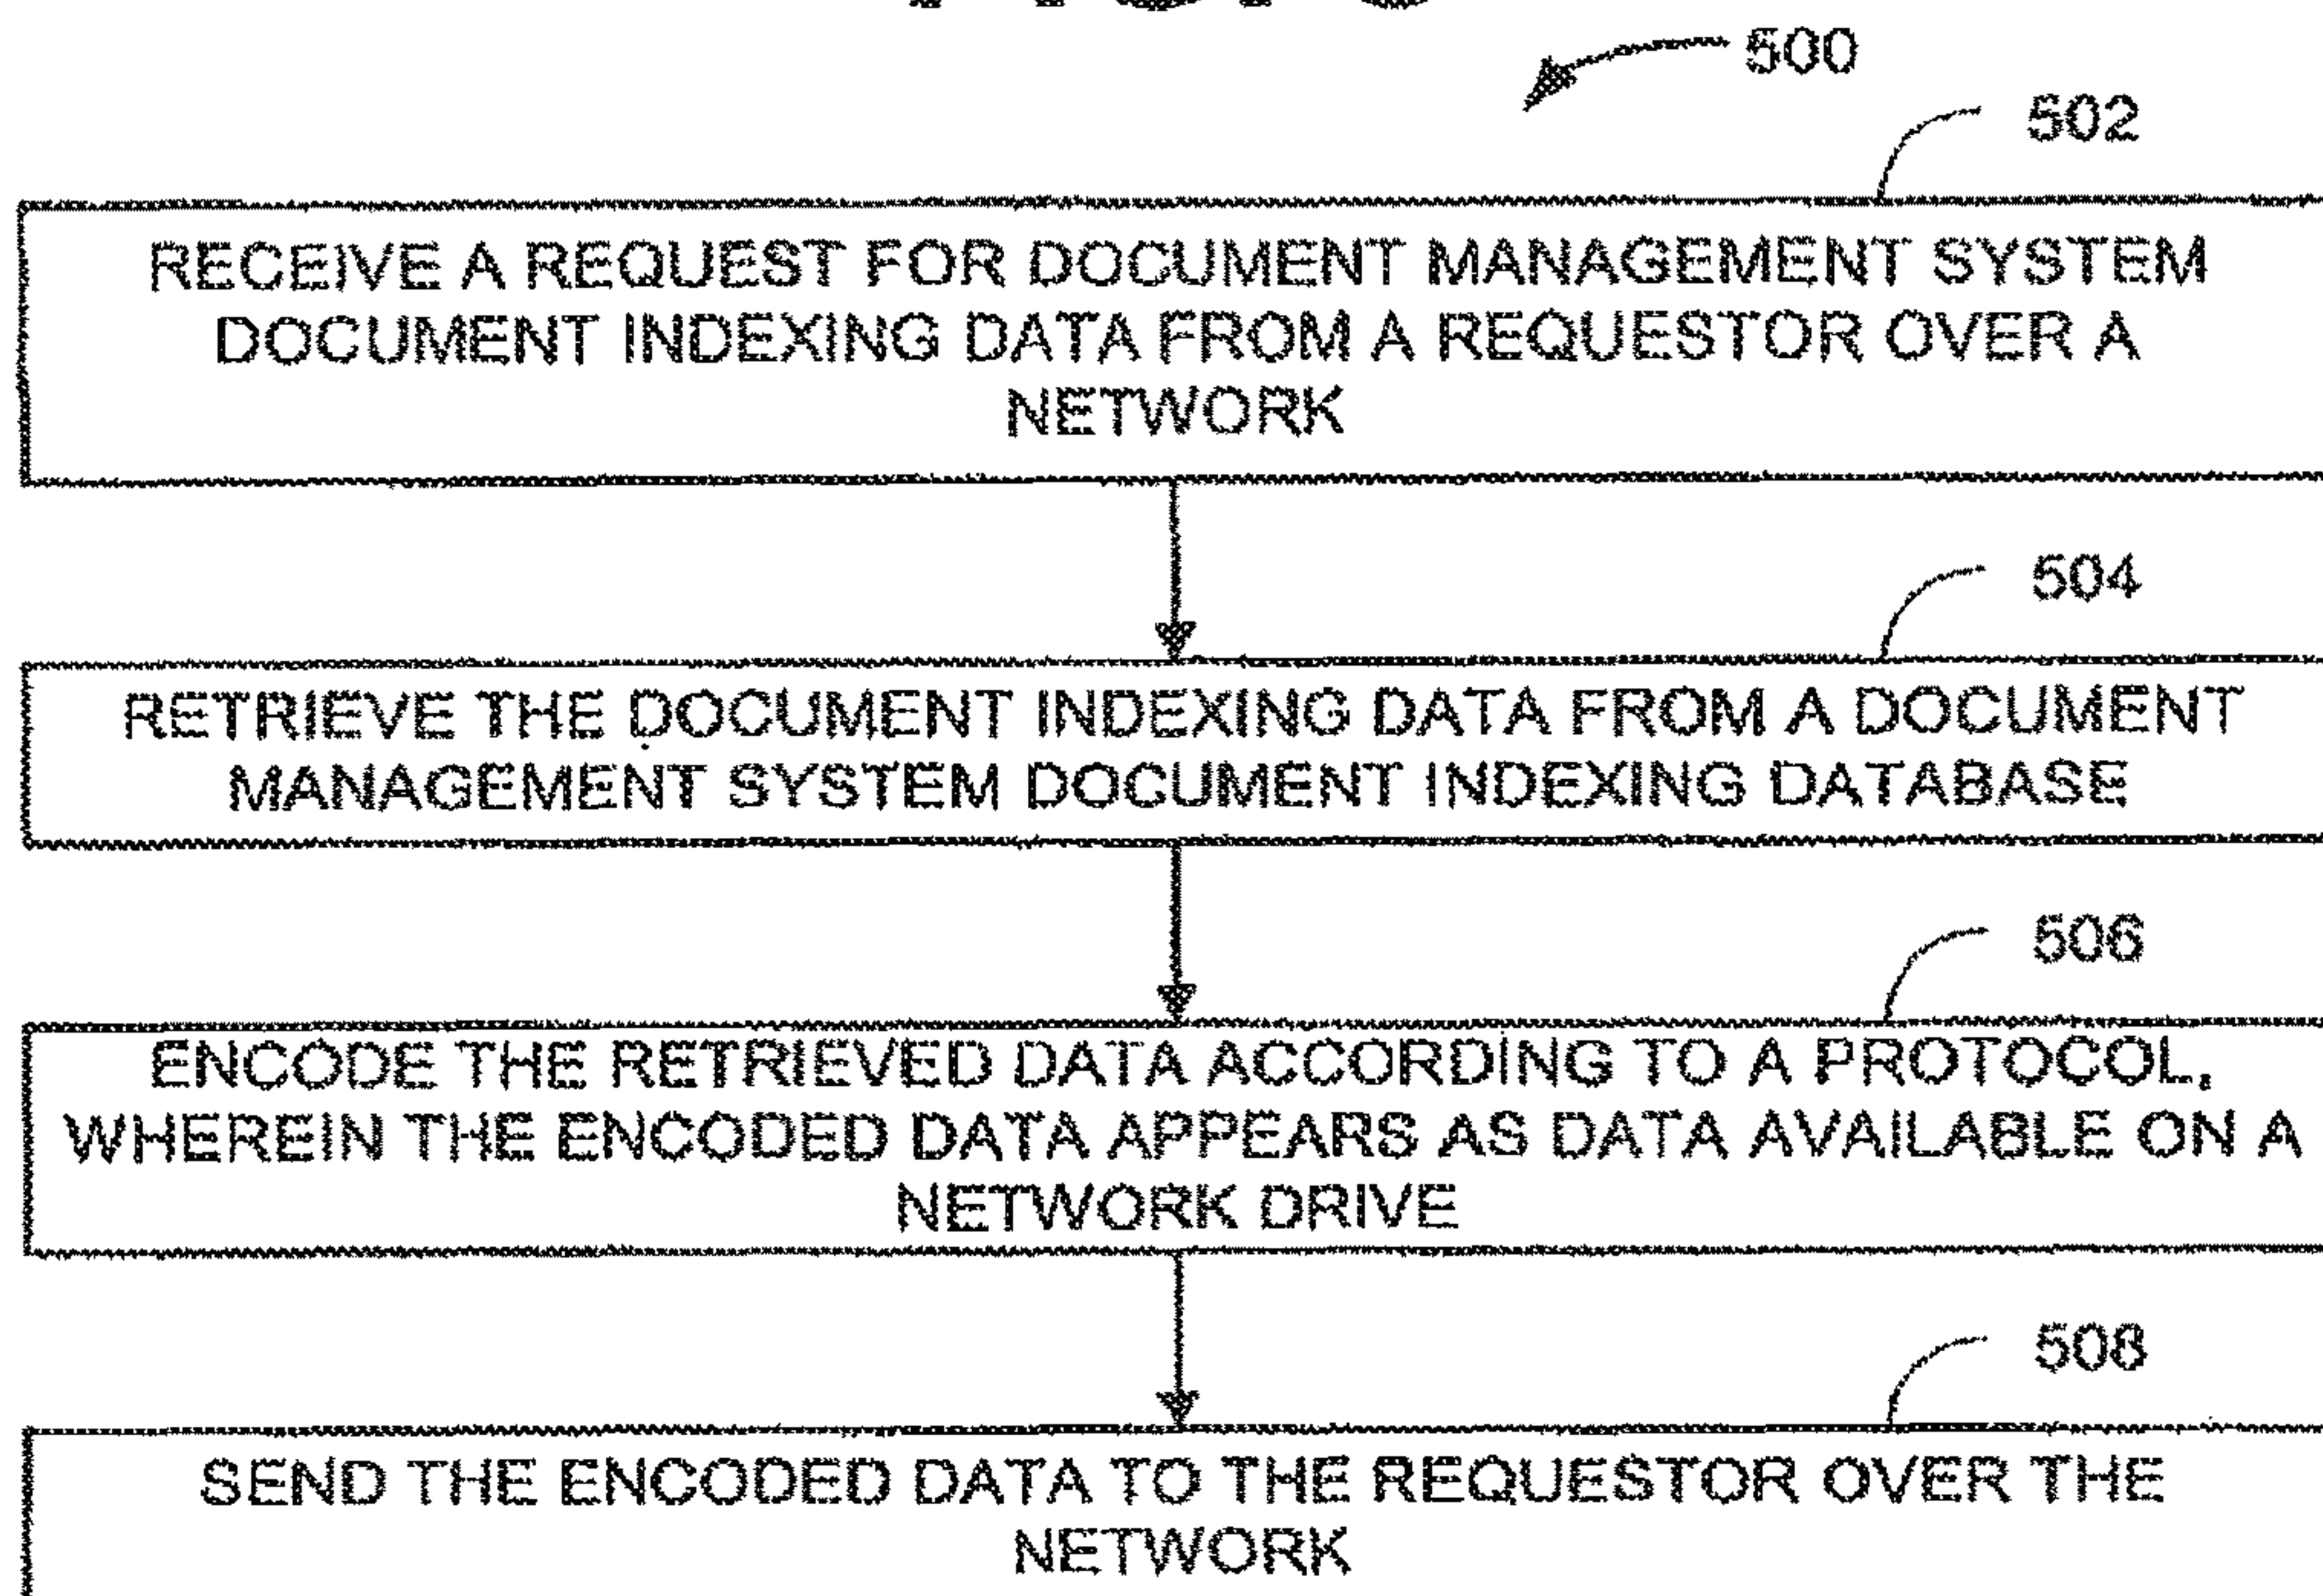 500
502
RECEIVE A REQUEST FOR DOCUMENT MANAGEMENT SYSTEM
DOCUMENT INDEXING DATA FROM A REQUESTOR OVER A
NETWORK
504
RETRIEVE THE DOCUMENT INDEXING DATA FROM A DOCUMENT
MANAGEMENT SYSTEM DOCUMENT INDEXING DATABASE
506
ENCODE THE RETRIEVED DATA ACCORDING TO A PROTOCOL,
WHEREIN THE ENCODED DATA APPEARS AS DATA AVAILABLE ON A
NETWORK DRIVE
508
SEND THE ENCODED DATA TO THE REQUESTOR OVER THE
NETWORK